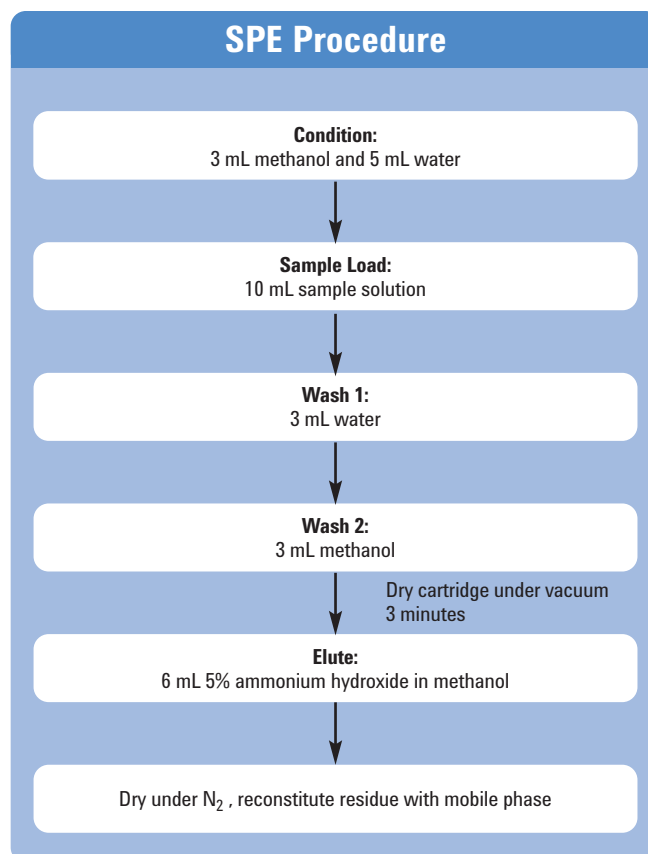 SPE Procedure
Condition:
3 mL methanol and 5 mL water
Sample Load:
10 mL sample solution
Wash 1:
3 mL water
Wash 2:
3 mL methanol
Dry cartridge under vacuum
3 minutes
Elute:
6 mL 5% ammonium hydroxide in methanol
Dry under N₂ , reconstitute residue with mobile phase